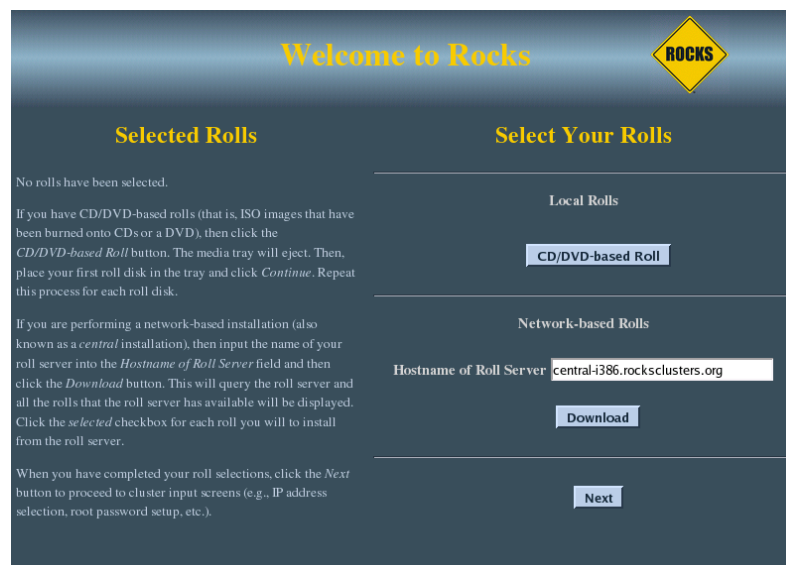 Welcome to Rocks
ROCKS
Selected Rolls
No rolls have been selected.
If you have CD/DVD-based rolls (that is, ISO images that have
been burned onto CDs or a DVD), then click the
CD/DVD-based Roll button. The media tray will eject. Then,
place your first roll disk in the tray and click Continue. Repeat
this process for each roll disk.
If you are performing a network-based installation (also
known as a central installation), then input the name of your
roll server into the Hostname of Roll Server field and then
click the Download button. This will query the roll server and
all the rolls that the roll server has available will be displayed.
Click the selected checkbox for each roll you will to install
from the roll server.
When you have completed your roll selections, click the Next
button to proceed to cluster input screens (e.g., IP address
selection, root password setup, etc.).
Select Your Rolls
Local Rolls
CD/DVD-based Roll
Network-based Rolls
Hostname of Roll Server central-i386.rocksclusters.org
Download
Next